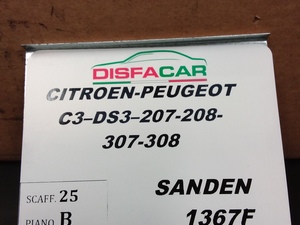 DISFACAR
CITROEN-PEUGEOT
C3–DS3–207-208-
307-308
SCAFF. 25
SANDEN
PIANO B
1367F